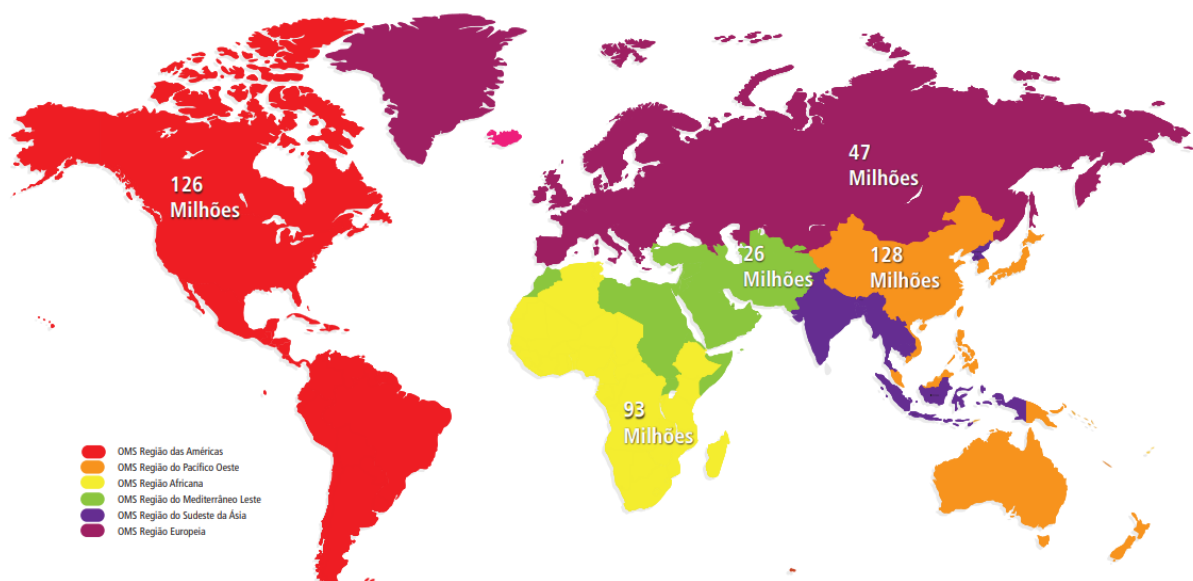 126
Milhões
47
Milhões
26
Milhões
128
Milhões
93
Milhões
OMS Região das Américas
OMS Região do Pacífico Oeste
OMS Região Africana
OMS Região do Mediterrâneo Leste
OMS Região do Sudeste da Ásia
OMS Região Europeia